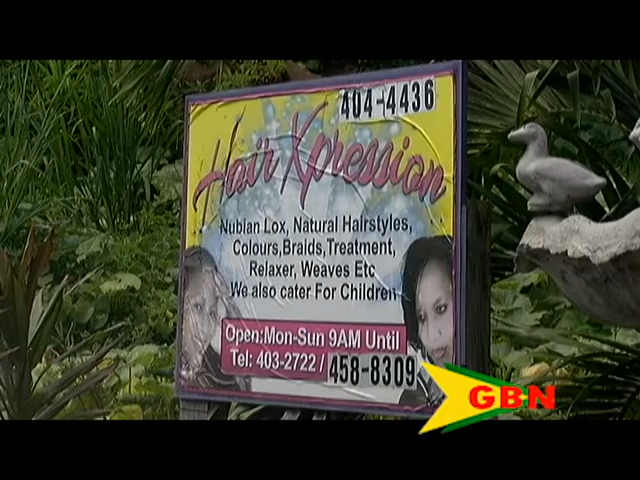 404-4436
Hair Xpression
Nubian Lox, Natural Hairstyles,
Colours,Braids,Treatment,
Relaxer, Weaves Etc
We also cater For Children
Open:Mon-Sun 9AM Until
Tel: 403-2722 / 458-8309
GBN